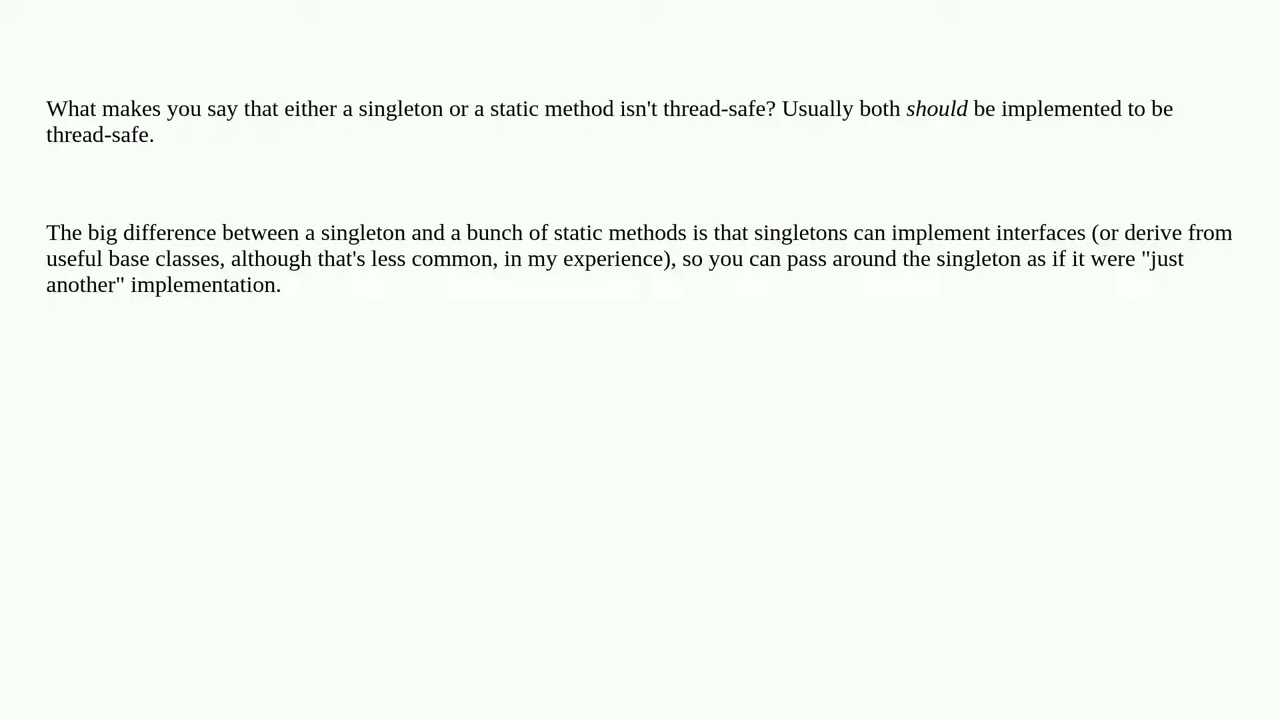 What makes you say that either a singleton or a static method isn't thread-safe? Usually both should be implemented to be
thread-safe.
The big difference between a singleton and a bunch of static methods is that singletons can implement interfaces (or derive from
useful base classes, although that's less common, in my experience), so you can pass around the singleton as if it were "just
another" implementation.